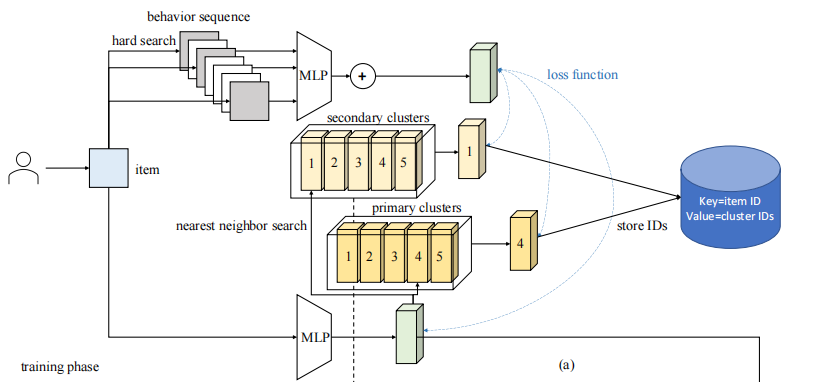 behavior sequence
hard search
MLP
+
loss function
secondary clusters
1 2 3 4 5
1
item
Key=item ID
Value=cluster IDs
primary clusters
nearest neighbor search
store IDs
1 2 3 4 5
4
MLP
training phase
(a)